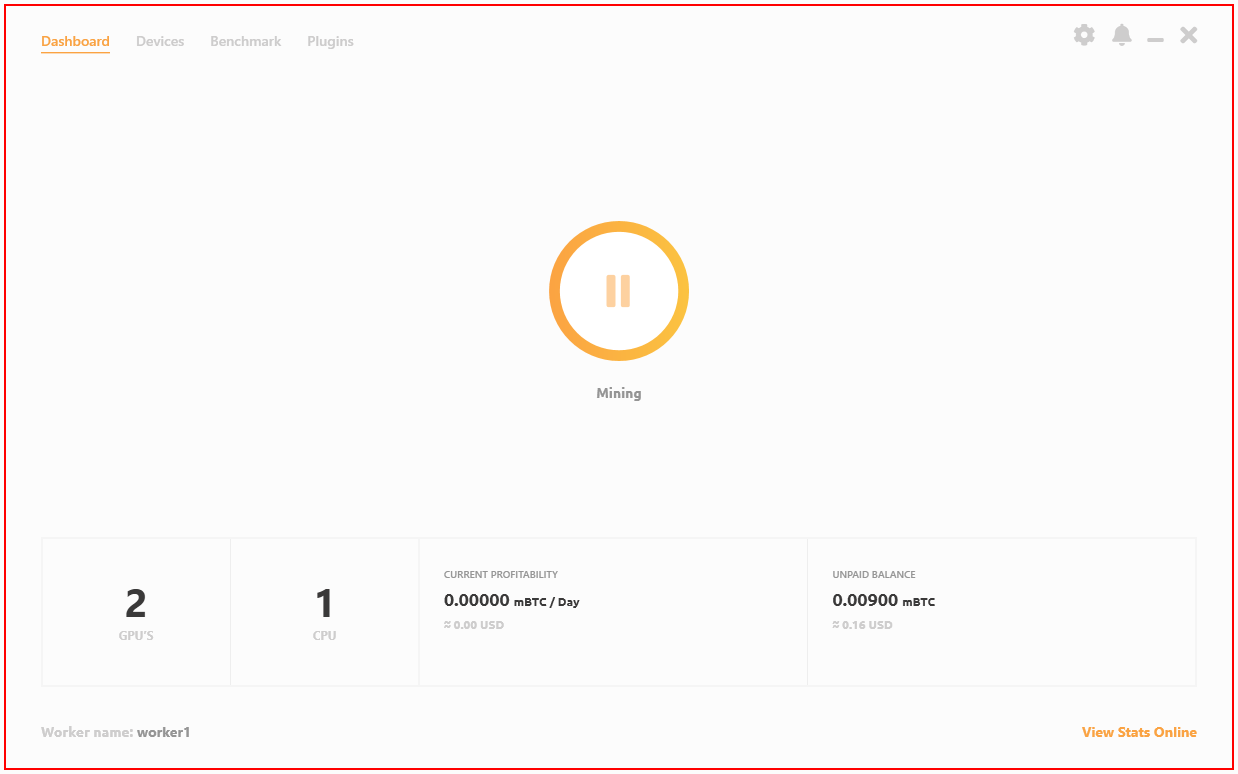 Dashboard Devices Benchmark Plugins
Mining
2
GPU'S
1
CPU
CURRENT PROFITABILITY
0.00000 mBTC / Day
≈ 0.00 USD
UNPAID BALANCE
0.00900 mBTC
≈ 0.16 USD
Worker name: worker1
View Stats Online